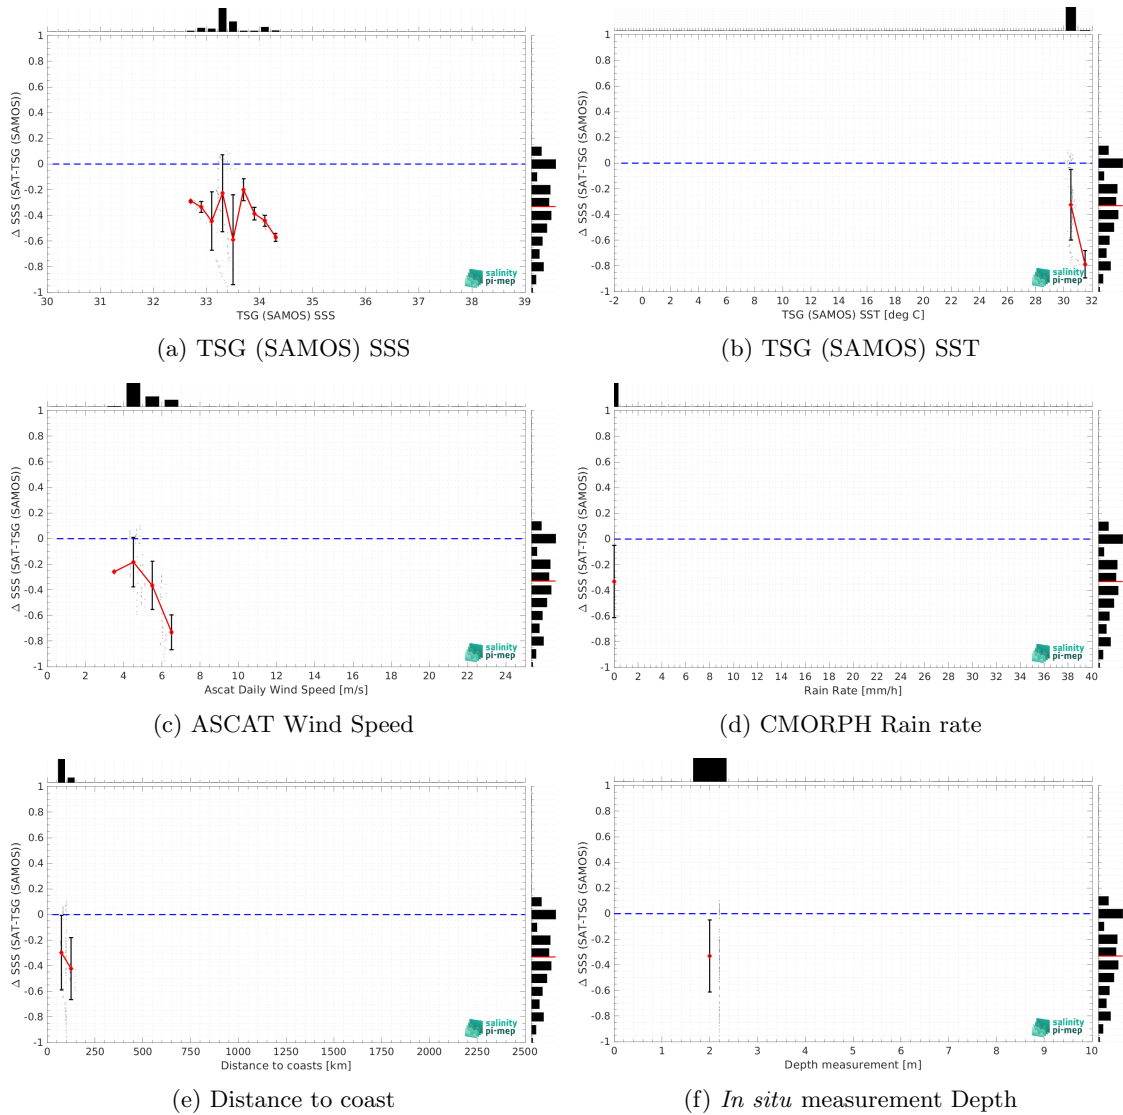 1
0.8
0.6
0.4
0.2
0
-0.2
-0.4
-0.6
-0.8
-1
Δ SSS (SAT-TSG (SAMOS))
30 31 32 33 34 35 36 37 38 39
TSG (SAMOS) SSS
salinity
pi-mep
(a) TSG (SAMOS) SSS
1
0.8
0.6
0.4
0.2
0
-0.2
-0.4
-0.6
-0.8
-1
Δ SSS (SAT-TSG (SAMOS))
-2 0 2 4 6 8 10 12 14 16 18 20 22 24 26 28 30 32
TSG (SAMOS) SST [deg C]
salinity
pi-mep
(b) TSG (SAMOS) SST
1
0.8
0.6
0.4
0.2
0
-0.2
-0.4
-0.6
-0.8
-1
Δ SSS (SAT-TSG (SAMOS))
0 2 4 6 8 10 12 14 16 18 20 22 24
Ascat Daily Wind Speed [m/s]
salinity
pi-mep
(c) ASCAT Wind Speed
1
0.8
0.6
0.4
0.2
0
-0.2
-0.4
-0.6
-0.8
-1
Δ SSS (SAT-TSG (SAMOS))
0 2 4 6 8 10 12 14 16 18 20 22 24 26 28 30 32 34 36 38 40
Rain Rate [mm/h]
salinity
pi-mep
(d) CMORPH Rain rate
1
0.8
0.6
0.4
0.2
0
-0.2
-0.4
-0.6
-0.8
-1
Δ SSS (SAT-TSG (SAMOS))
0 250 500 750 1000 1250 1500 1750 2000 2250 2500
Distance to coasts [km]
salinity
pi-mep
(e) Distance to coast
1
0.8
0.6
0.4
0.2
0
-0.2
-0.4
-0.6
-0.8
-1
Δ SSS (SAT-TSG (SAMOS))
0 1 2 3 4 5 6 7 8 9 10
Depth measurement [m]
salinity
pi-mep
(f) In situ measurement Depth